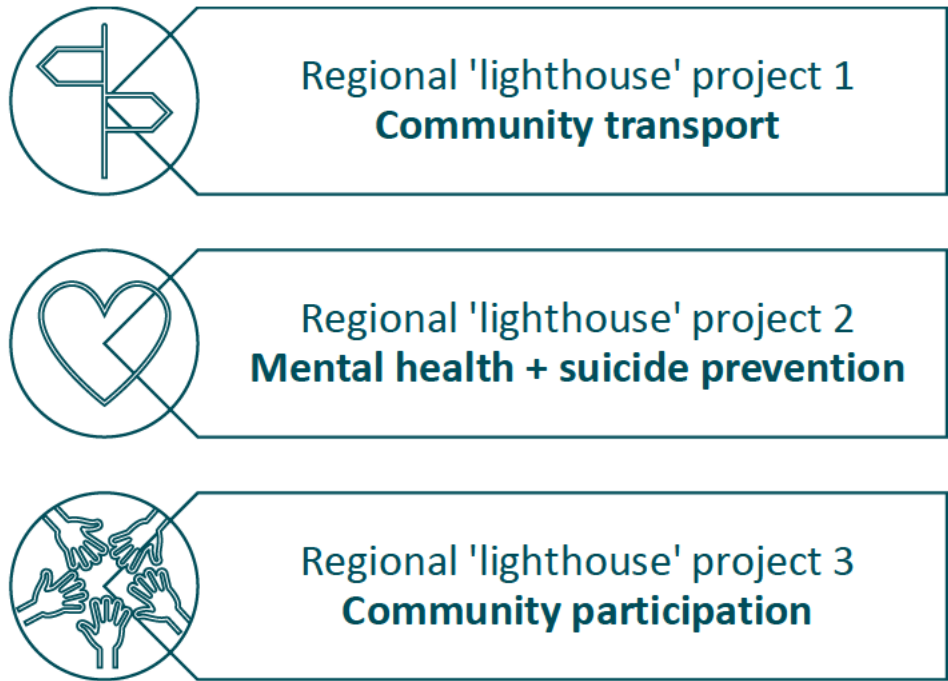 Regional 'lighthouse' project 1
Community transport
Regional 'lighthouse' project 2
Mental health + suicide prevention
Regional 'lighthouse' project 3
Community participation